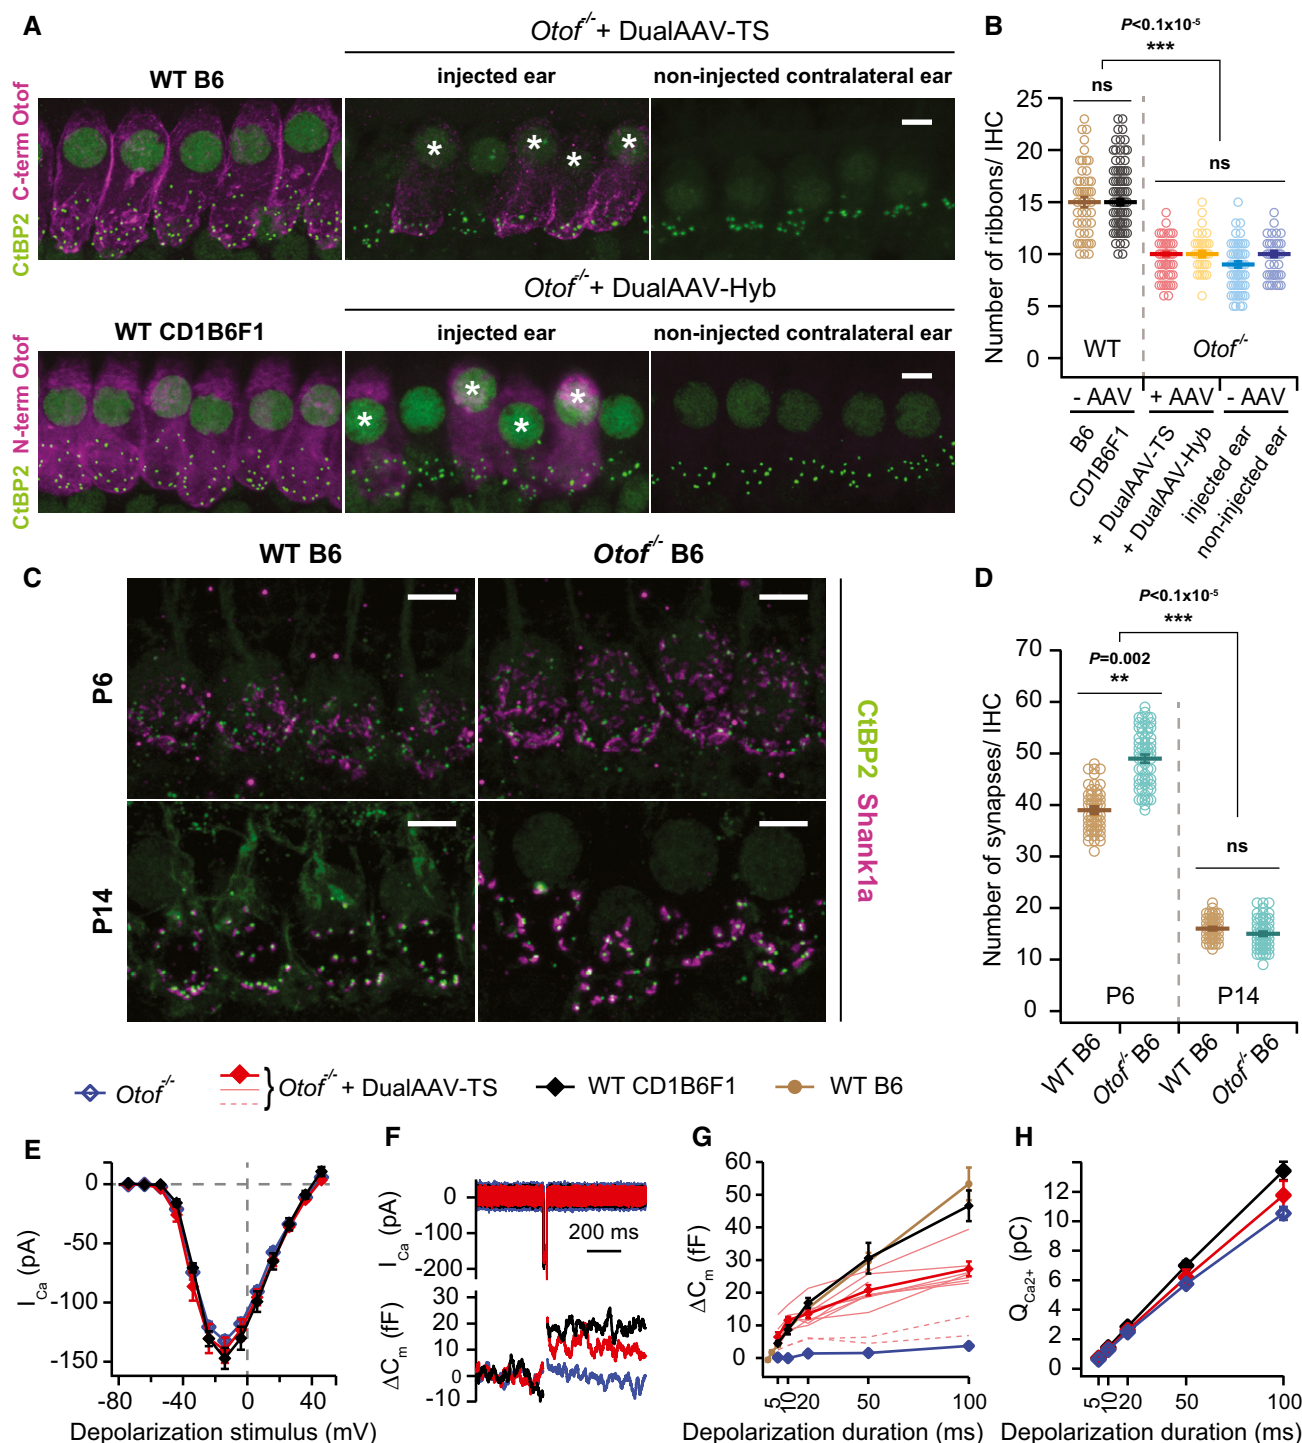 A
Otof-/- + DualAAV-TS
WT B6
injected ear
non-injected contralateral ear
CtBP2 C-term Otof
* * * *
Otof-/- + DualAAV-Hyb
WT CD1B6F1
injected ear
non-injected contralateral ear
CtBP2 N-term Otof
* * * *
B
P<0.1x10-5
***
ns
ns
Number of ribbons/ IHC
25
20
15
10
5
0
WT
Otof-/-
- AAV
+ AAV
- AAV
B6
CD1B6F1
+ DualAAV-TS
+ DualAAV-Hyb
injected ear
non-injected ear
C
WT B6
Otof-/- B6
P6
P14
CtBP2 Shank1a
D
P<0.1x10-5
***
P=0.002
**
ns
Number of synapses/ IHC
70
60
50
40
30
20
10
0
P6
P14
WT B6
Otof-/- B6
WT B6
Otof-/- B6
Otof-/-
} Otof-/- + DualAAV-TS
WT CD1B6F1
WT B6
E
ICa (pA)
0
-50
-100
-150
-80
-40
0
40
Depolarization stimulus (mV)
F
ICa (pA)
0
-100
-200
200 ms
ΔCm (fF)
30
20
10
0
-10
G
ΔCm (fF)
60
50
40
30
20
10
0
5
10
20
50
100
Depolarization duration (ms)
H
QCa2+ (pC)
12
10
8
6
4
2
0
5
10
20
50
100
Depolarization duration (ms)